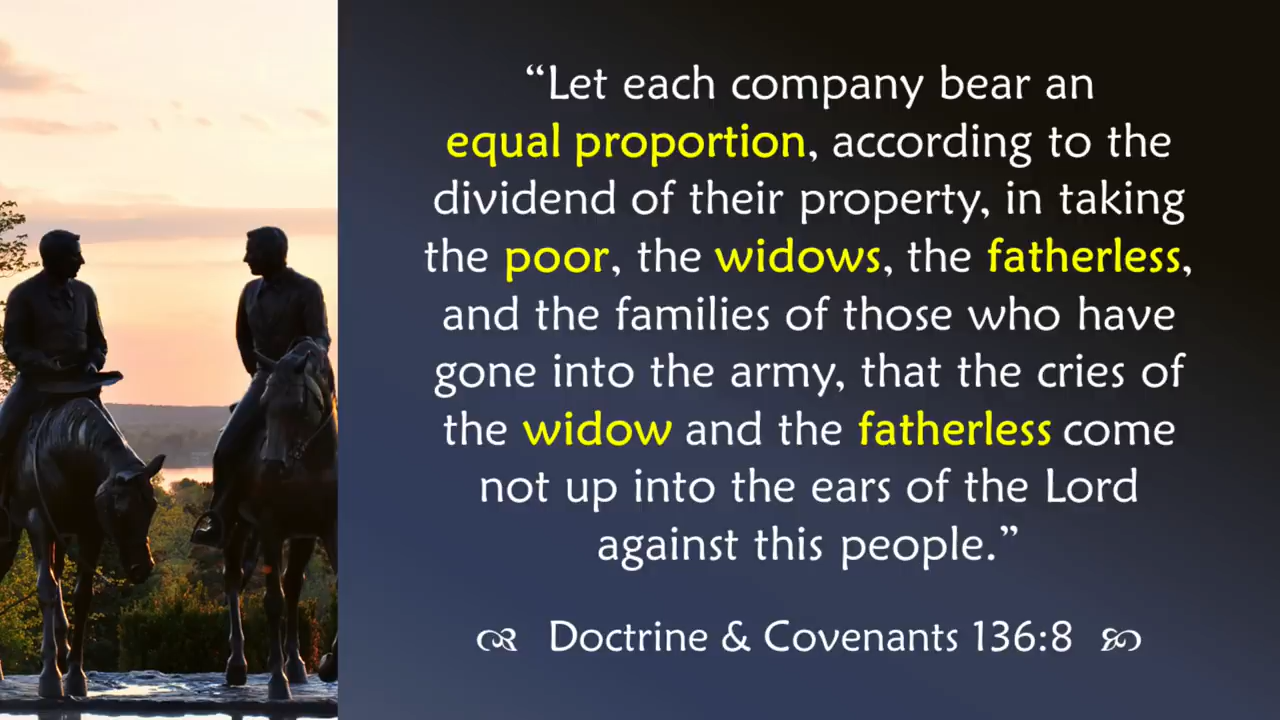 “Let each company bear an
equal proportion, according to the
dividend of their property, in taking
the poor, the widows, the fatherless,
and the families of those who have
gone into the army, that the cries of
the widow and the fatherless come
not up into the ears of the Lord
against this people.”
Doctrine & Covenants 136:8